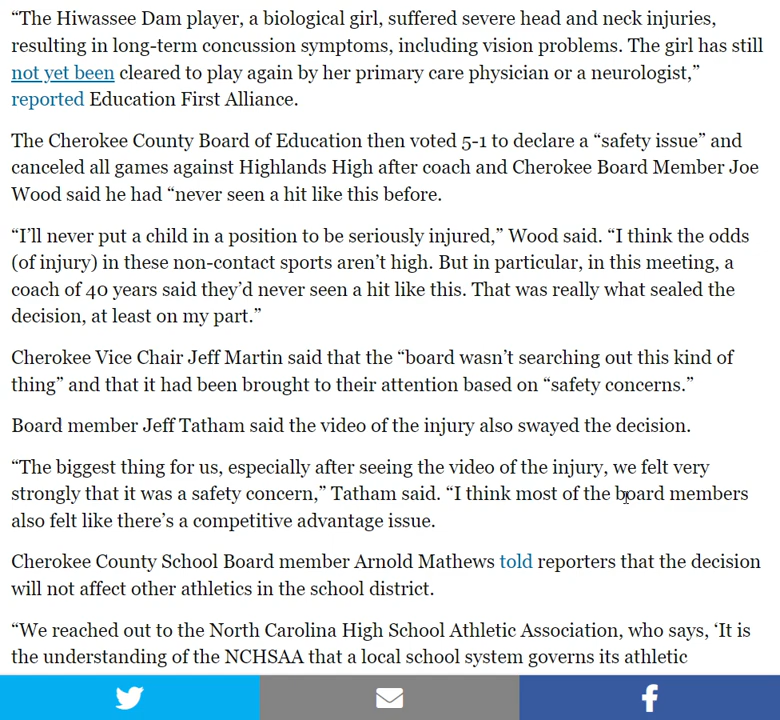 “The Hiwassee Dam player, a biological girl, suffered severe head and neck injuries,
resulting in long-term concussion symptoms, including vision problems. The girl has still
not yet been cleared to play again by her primary care physician or a neurologist,”
reported Education First Alliance.
The Cherokee County Board of Education then voted 5-1 to declare a “safety issue” and
canceled all games against Highlands High after coach and Cherokee Board Member Joe
Wood said he had “never seen a hit like this before.
“I’ll never put a child in a position to be seriously injured,” Wood said. “I think the odds
(of injury) in these non-contact sports aren’t high. But in particular, in this meeting, a
coach of 40 years said they’d never seen a hit like this. That was really what sealed the
decision, at least on my part.”
Cherokee Vice Chair Jeff Martin said that the “board wasn’t searching out this kind of
thing” and that it had been brought to their attention based on “safety concerns.”
Board member Jeff Tatham said the video of the injury also swayed the decision.
“The biggest thing for us, especially after seeing the video of the injury, we felt very
strongly that it was a safety concern,” Tatham said. “I think most of the board members
also felt like there’s a competitive advantage issue.
Cherokee County School Board member Arnold Mathews told reporters that the decision
will not affect other athletics in the school district.
“We reached out to the North Carolina High School Athletic Association, who says, ‘It is
the understanding of the NCHSAA that a local school system governs its athletic